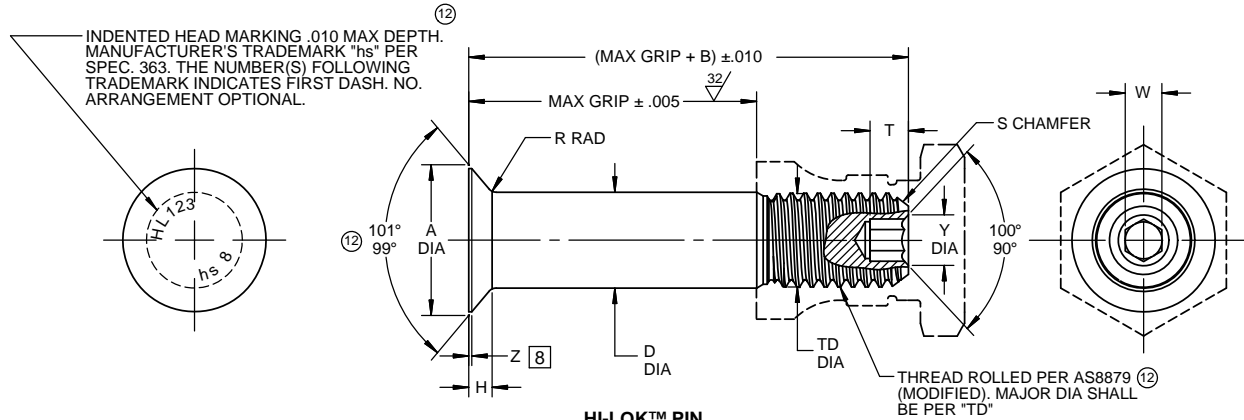 ⑫
INDENTED HEAD MARKING .010 MAX DEPTH.
MANUFACTURER'S TRADEMARK "hs" PER
SPEC. 363. THE NUMBER(S) FOLLOWING
TRADEMARK INDICATES FIRST DASH. NO.
ARRANGEMENT OPTIONAL.
(MAX GRIP + B) ±.010
32
MAX GRIP ± .005
W
T
S CHAMFER
R RAD
HL123
hs 8
⑫ 101°
99°
A
DIA
Y
DIA
100°
90°
Z 8
H
D
DIA
TD
DIA
THREAD ROLLED PER AS8879 ⑫
(MODIFIED). MAJOR DIA SHALL
BE PER "TD"
HI-LOK™ PIN